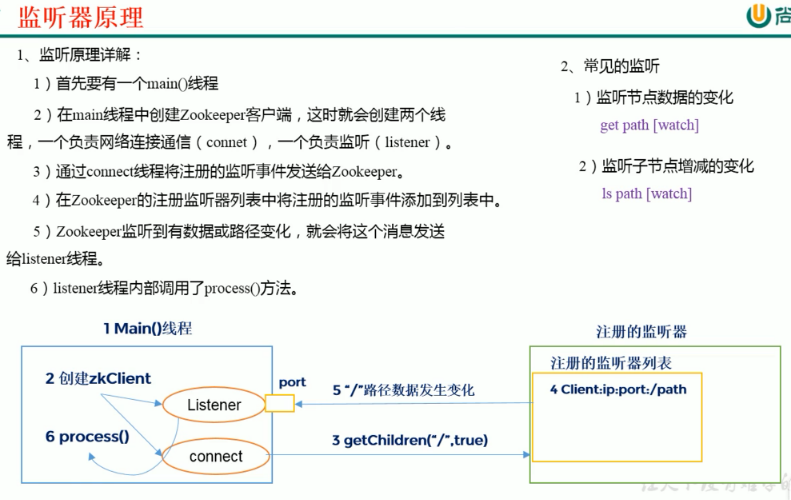 监听器原理
尚
1、监听原理详解：
1）首先要有一个main()线程
2）在main线程中创建Zookeeper客户端，这时就会创建两个线
程，一个负责网络连接通信（connet），一个负责监听（listener）。
3）通过connect线程将注册的监听事件发送给Zookeeper。
4）在Zookeeper的注册监听器列表中将注册的监听事件添加到列表中。
5）Zookeeper监听到有数据或路径变化，就会将这个消息发送
给listener线程。
6）listener线程内部调用了process()方法。
2、常见的监听
1）监听节点数据的变化
get path [watch]
2）监听子节点增减的变化
ls path [watch]
1 Main()线程
注册的监听器
2 创建zkClient
Listener
port
5 “/”路径数据发生变化
注册的监听器列表
4 Client:ip:port:/path
6 process()
connect
3 getChildren("/",true)